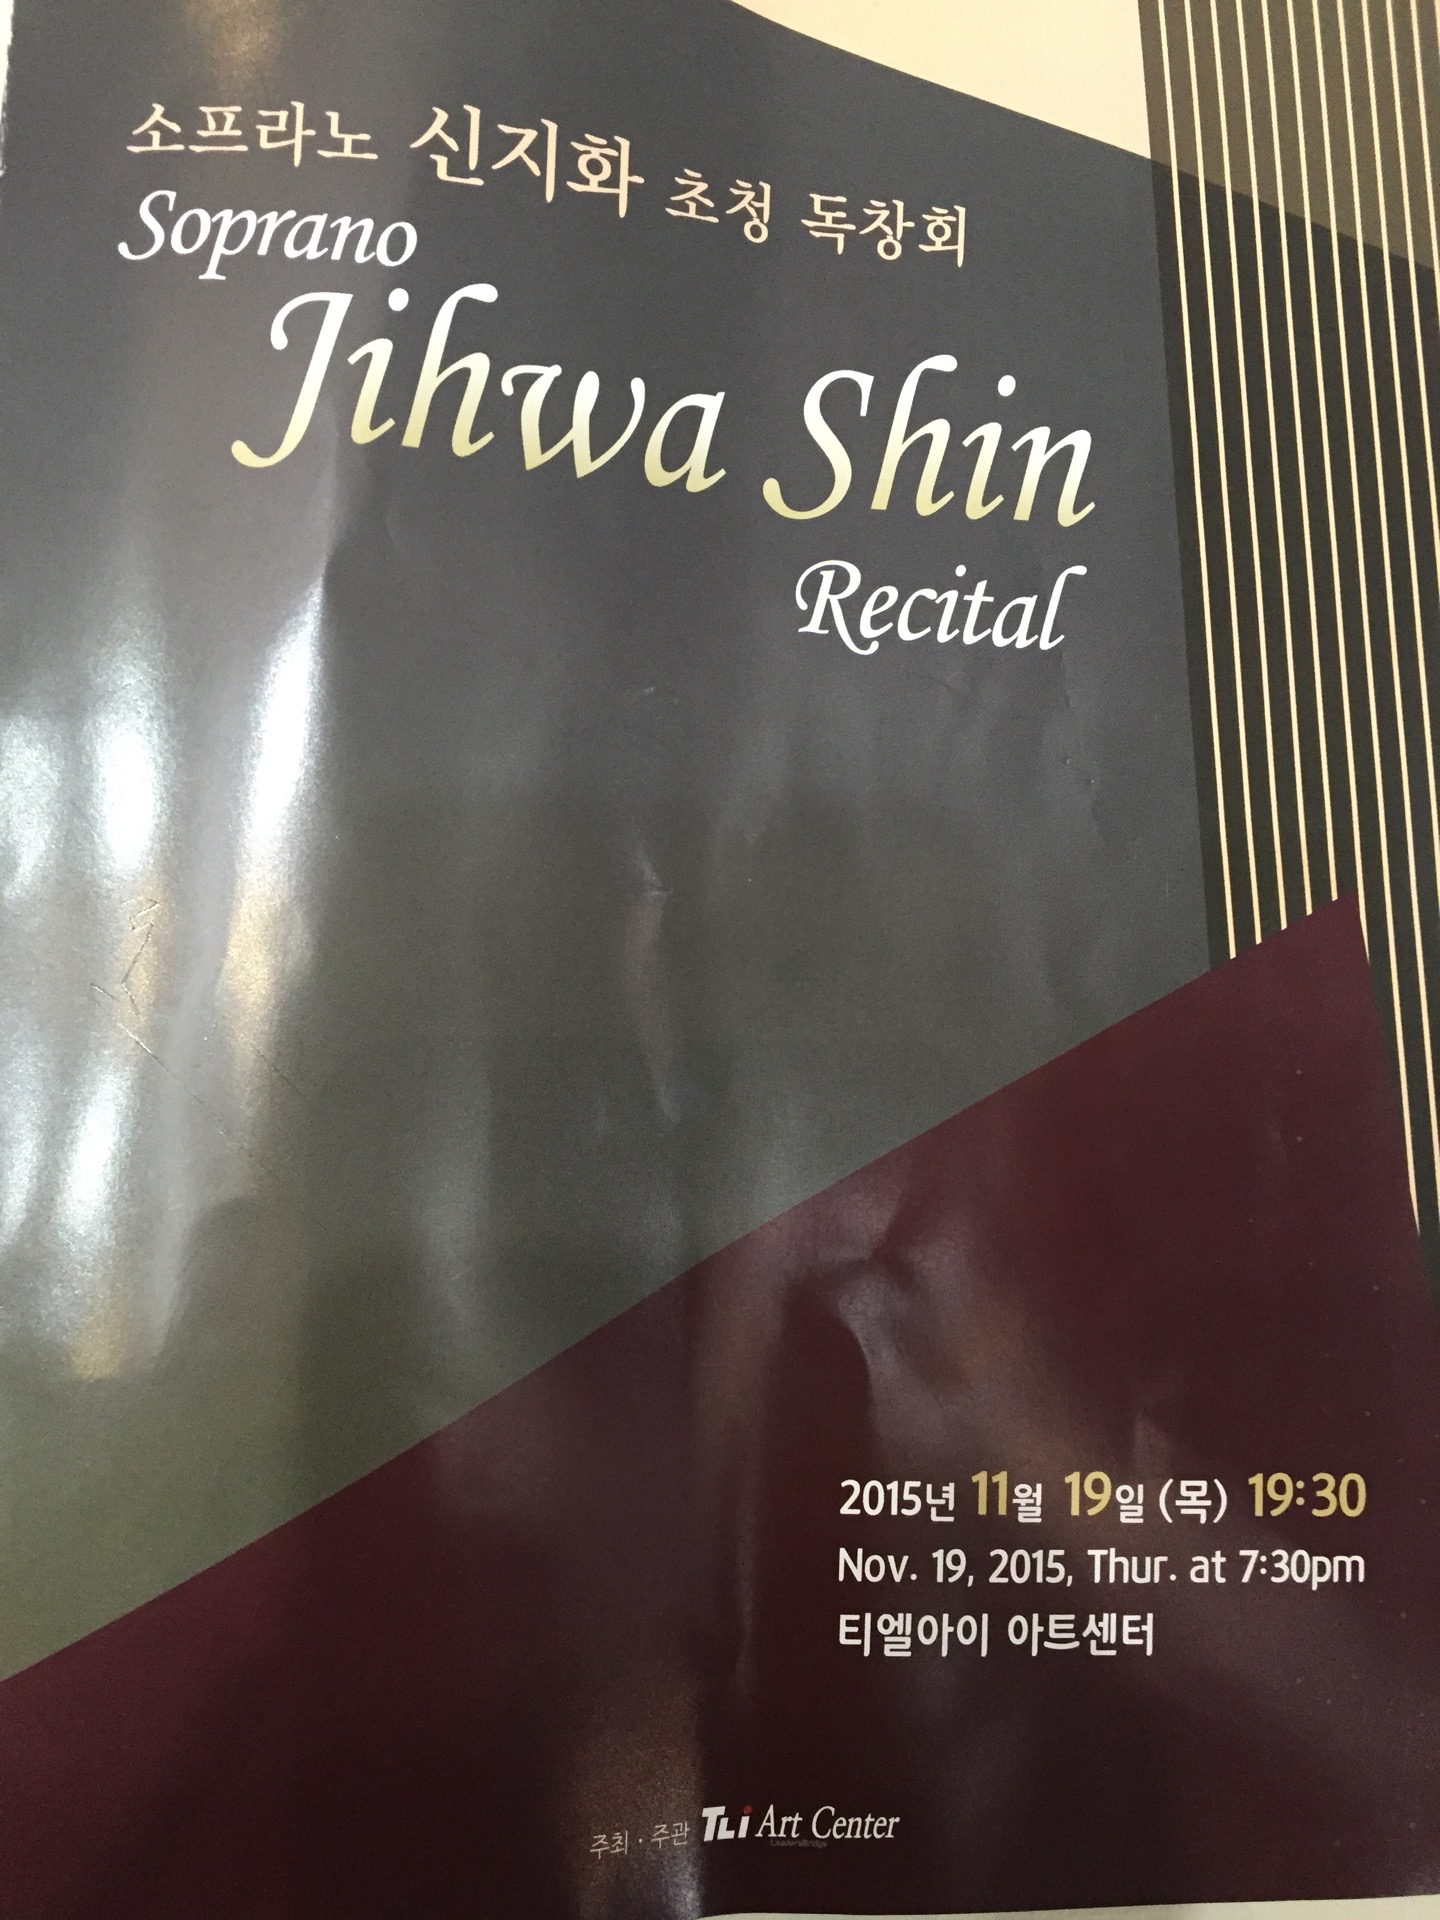 소프라노 신지화 초청 독창회
Soprano
Jihwa Shin
Recital
2015년 11월 19일 (목) 19:30
Nov. 19, 2015, Thur. at 7:30pm
티엘아이 아트센터
주최 · 주관 TLi Art Center
LeadersBridge